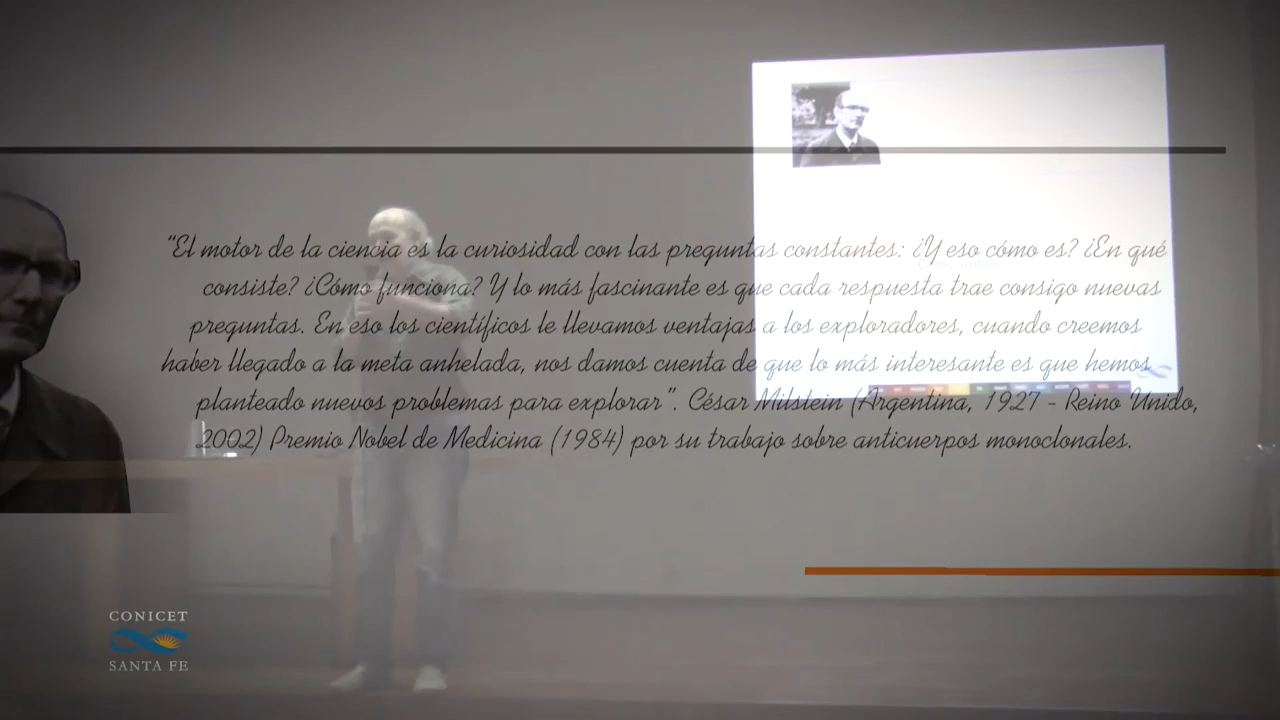 “El motor de la ciencia es la curiosidad con las preguntas constantes: ¿Y eso cómo es? ¿En qué
consiste? ¿Cómo funciona? Y lo más fascinante es que cada respuesta trae consigo nuevas
preguntas. En eso los científicos le llevamos ventajas a los exploradores, cuando creemos
haber llegado a la meta anhelada, nos damos cuenta de que lo más interesante es que hemos
planteado nuevos problemas para explorar”. César Milstein (Argentina, 1927 - Reino Unido,
2002) Premio Nobel de Medicina (1984) por su trabajo sobre anticuerpos monoclonales.
CONICET
SANTA FE